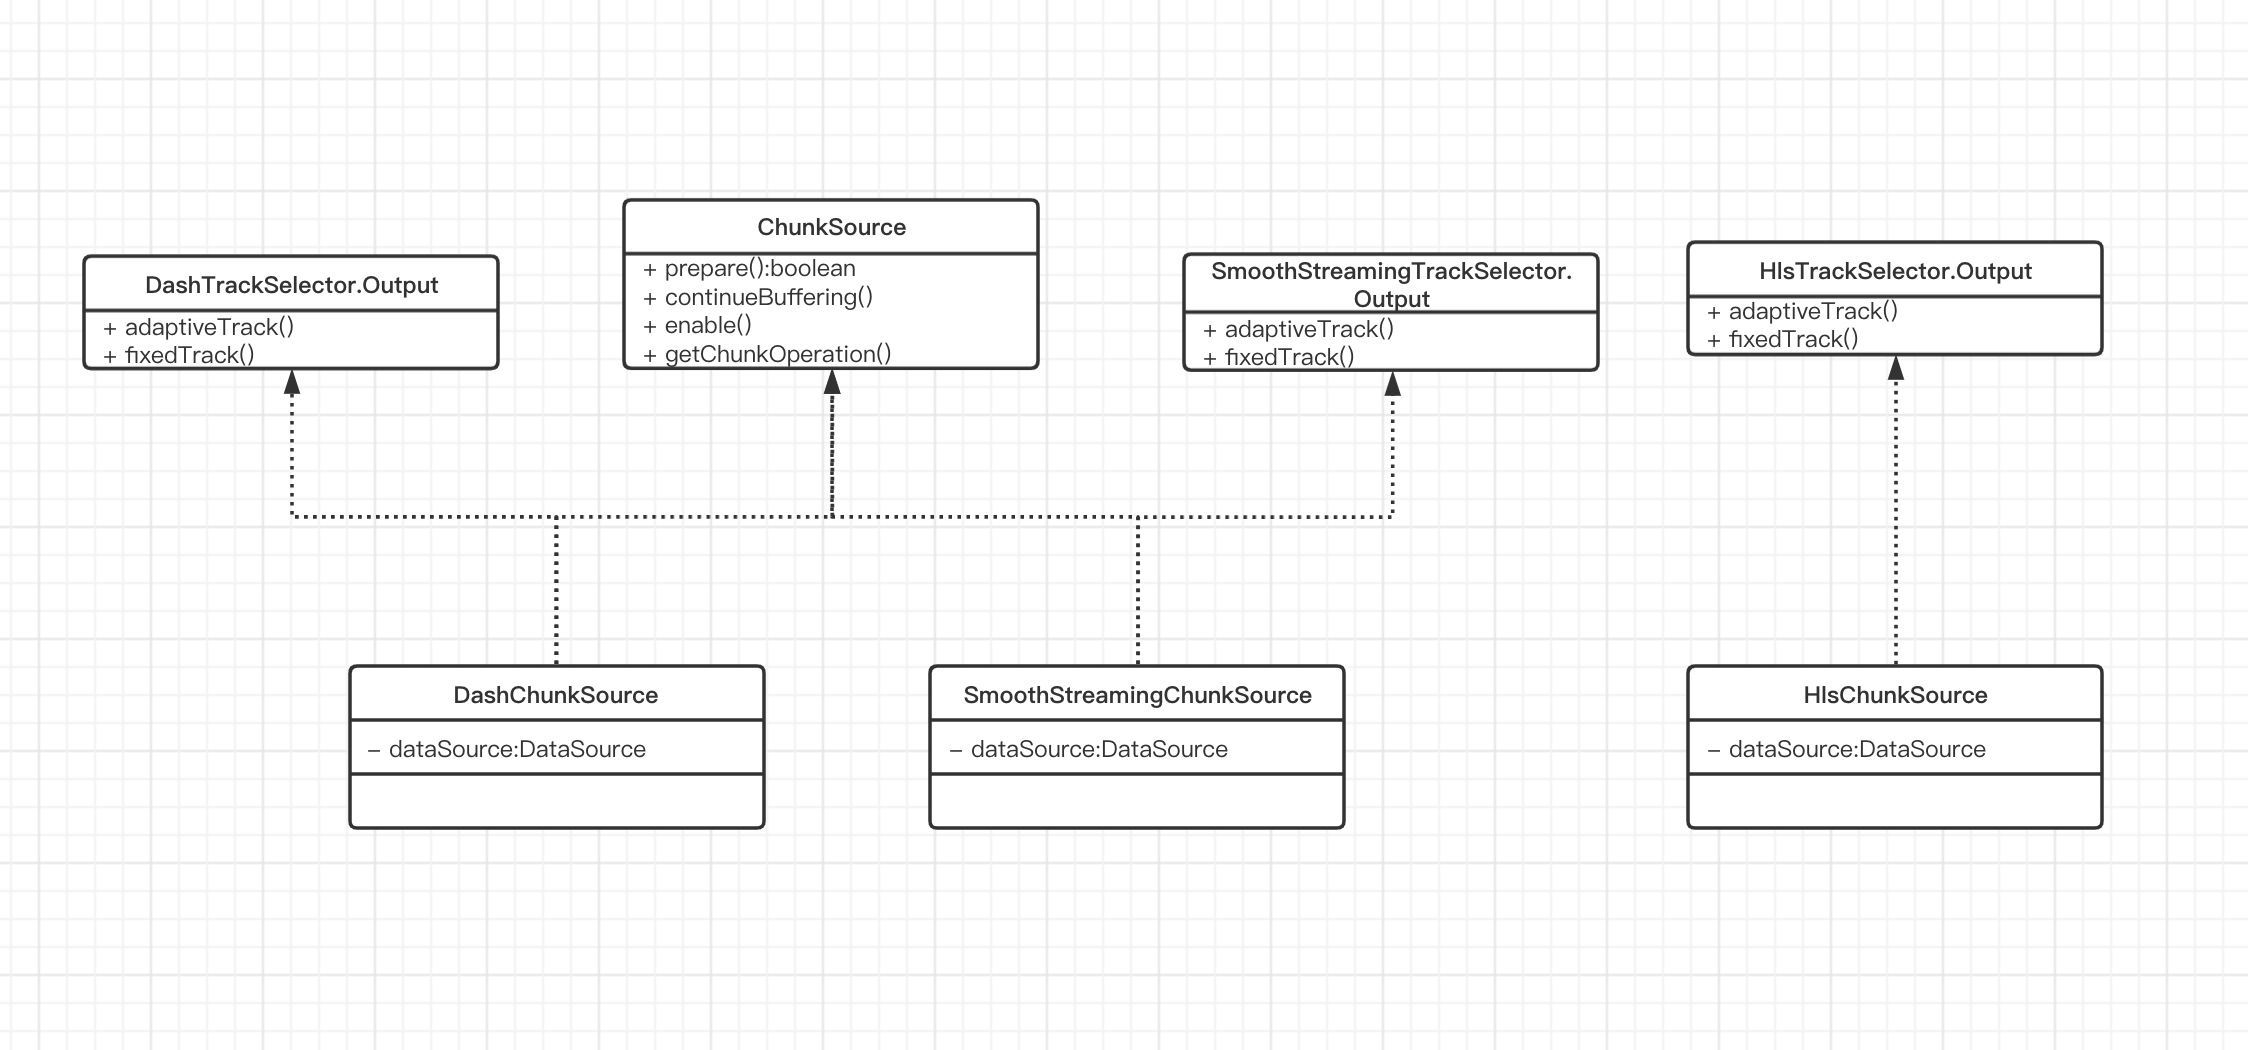 DashTrackSelector.Output
+ adaptiveTrack()
+ fixedTrack()
ChunkSource
+ prepare():boolean
+ continueBuffering()
+ enable()
+ getChunkOperation()
SmoothStreamingTrackSelector.
Output
+ adaptiveTrack()
+ fixedTrack()
HlsTrackSelector.Output
+ adaptiveTrack()
+ fixedTrack()
DashChunkSource
– dataSource:DataSource
SmoothStreamingChunkSource
– dataSource:DataSource
HlsChunkSource
– dataSource:DataSource